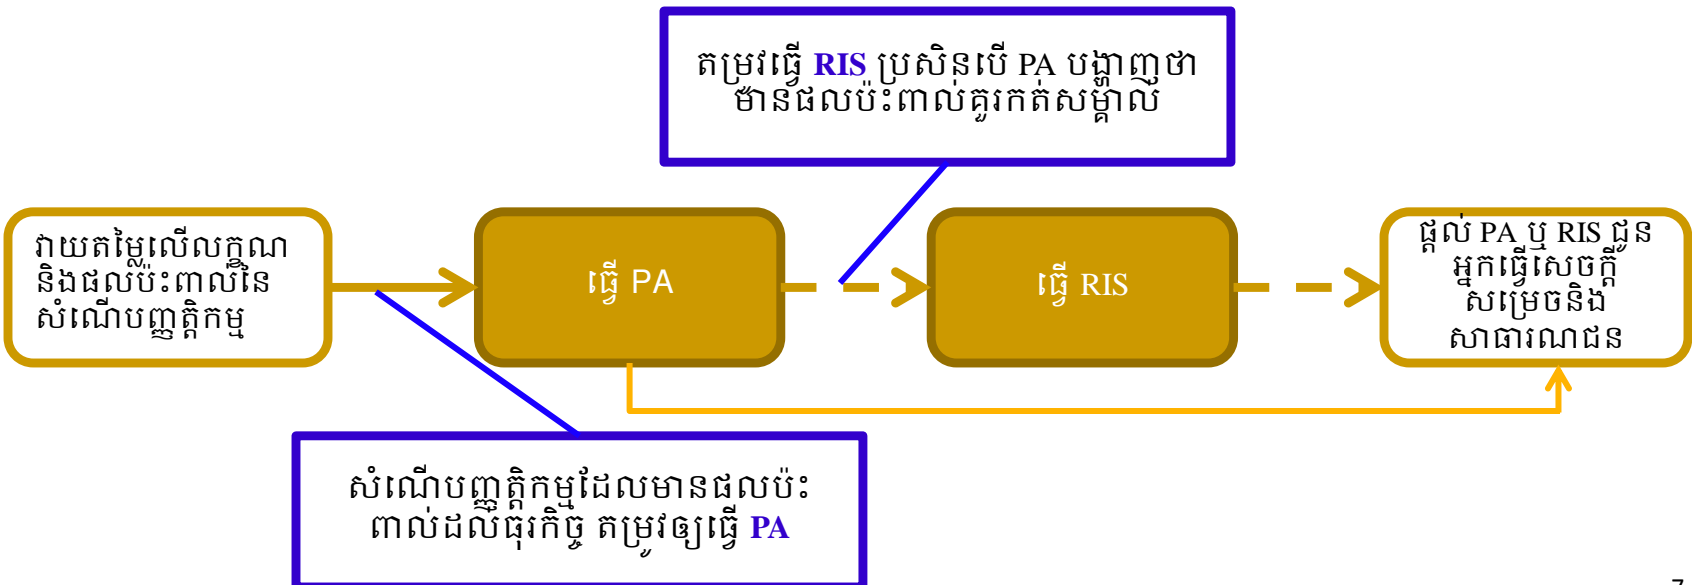 តម្រូវធ្វើ RIS ប្រសិនបើ PA បង្ហាញថា
មានផលប៉ះពាល់គួរកត់សម្គាល់
វាយតម្លៃលើលក្ខណ
និងផលប៉ះពាល់នៃ
សំណើបញ្ញត្តិកម្ម
ធ្វើ PA
ធ្វើ RIS
ផ្តល់ PA ឬ RIS ជូន
អ្នកធ្វើសេចក្តី
សម្រេចនិង
សាធារណជន
សំណើបញ្ញត្តិកម្មដែលមានផលប៉ះ
ពាល់ដល់ធុរកិច្ច តម្រូវឲ្យធ្វើ PA
7